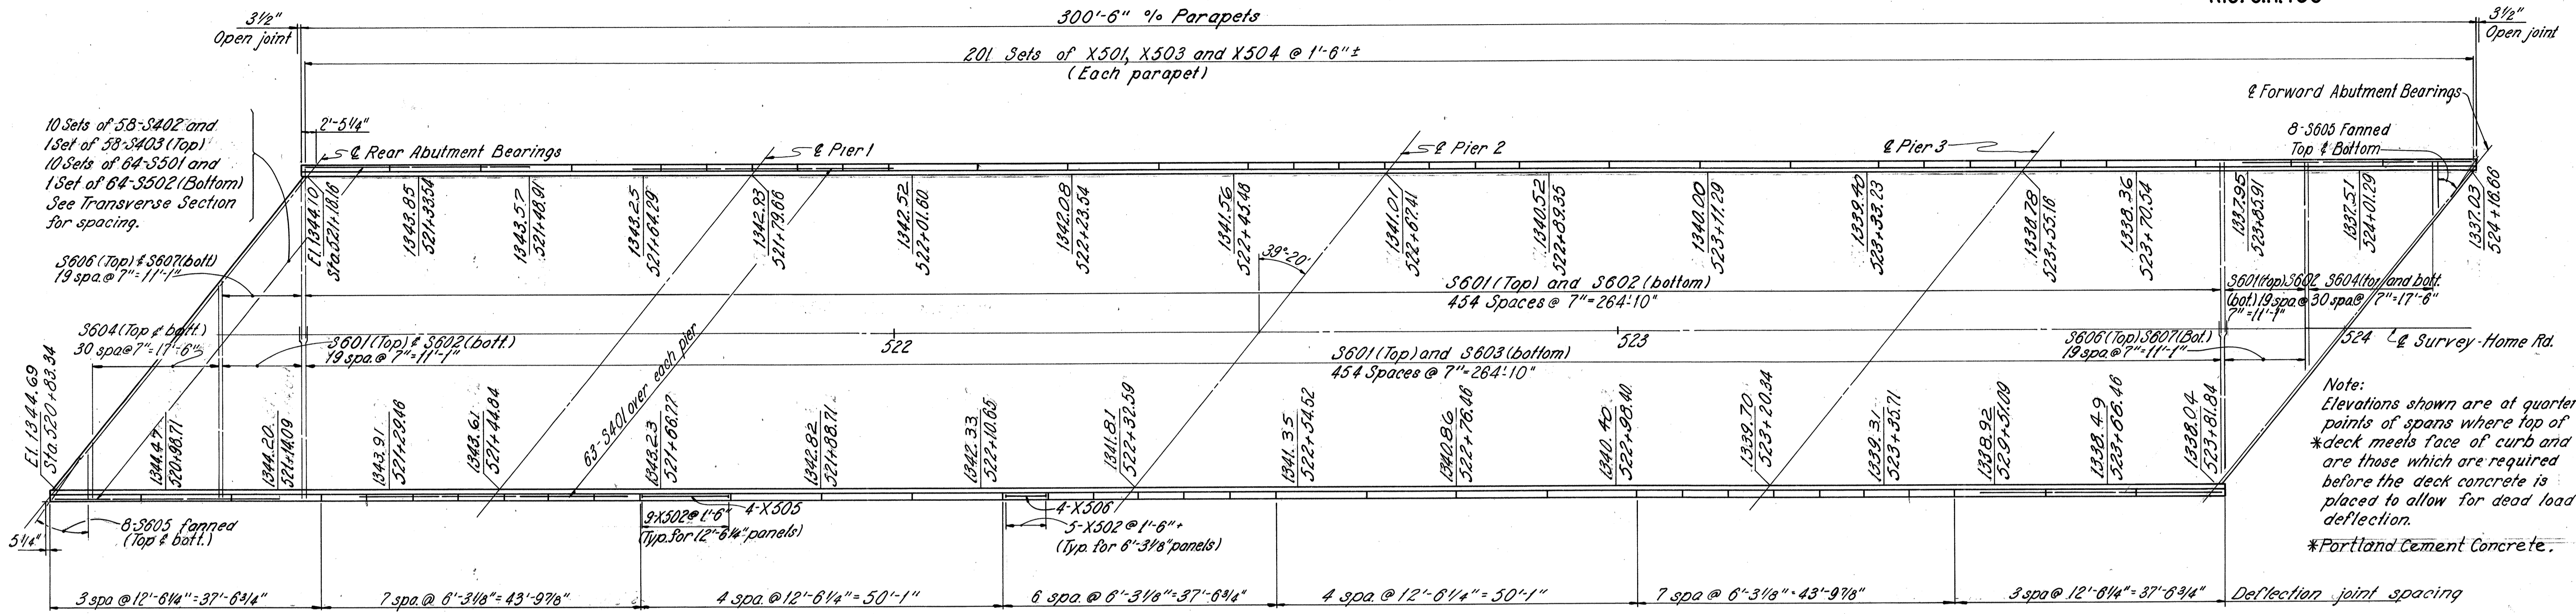 3½"
Open joint
300'-6" % Parapets
3½"
Open joint
201 Sets of X501, X503 and X504 @ 1'-6"±
(Each parapet)
10 Sets of 58-S402 and
1 Set of 58-S403 (Top)
10 Sets of 64-S501 and
1 Set of 64-S502 (Bottom)
See Transverse Section
for spacing.
2'-5¼"
℄ Rear Abutment Bearings
℄ Pier 1
℄ Pier 2
℄ Pier 3
℄ Forward Abutment Bearings
8-S605 Fanned
Top & Bottom
El. 1344.10
Sta. 521+18.16
1343.85
521+33.54
1343.57
521+48.91
1343.25
521+64.29
1342.93
521+79.66
1342.52
522+01.60
1342.08
522+23.54
1341.56
522+45.48
1341.01
522+67.41
1340.52
522+89.35
1340.00
523+11.29
1339.40
523+33.23
1338.78
523+55.16
1338.36
523+70.54
1337.95
523+85.91
1337.51
524+01.29
1337.03
524+16.66
39°-20'
S606 (Top) & S607 (bott)
19 spa. @ 7" = 11'-1"
S601 (Top) and S602 (bottom)
454 Spaces @ 7" = 264'-10"
S601 (top) S602
(bot.) 19 spa. @
7" = 11'-1"
S604 (top and bott.
30 spa @ 7" = 17'-6"
S604 (Top & bott.)
30 spa @ 7" = 17'-6"
S601 (Top) & S602 (bott.)
19 spa. @ 7" = 11'-1"
522
523
524
℄ Survey-Home Rd.
S601 (Top) and S603 (bottom)
454 Spaces @ 7" = 264'-10"
S606 (Top) S607 (Bot.)
19 spa. @ 7" = 11'-1"
63-S401 over each pier
El. 1344.69
Sta. 520+83.34
1344.47
520+98.71
1344.20
521+14.09
1343.91
521+29.46
1343.61
521+44.84
1343.23
521+66.77
1342.82
521+88.71
1342.33
522+10.65
1341.81
522+32.59
1341.35
522+54.52
1340.86
522+76.46
1340.40
522+98.40
1339.70
523+20.34
1339.31
523+35.71
1338.92
5239+51.09
1338.49
523+66.46
1338.04
523+81.84
Note:
Elevations shown are at quarter
points of spans where top of
*deck meets face of curb and
are those which are required
before the deck concrete is
placed to allow for dead load
deflection.
*Portland Cement Concrete.
8-S605 fanned
(Top & bott.)
5¼"
9-X502 @ 1'-6"
(Typ. for 12'-6¼" panels)
4-X505
4-X506
5-X502 @ 1'-6"±
(Typ. for 6'-3⅛" panels)
3 spa @ 12'-6¼" = 37'-6¾"
7 spa. @ 6'-3⅛" = 43'-9⅞"
4 spa. @ 12'-6¼" = 50'-1"
6 spa. @ 6'-3⅛" = 37'-6¾"
4 spa. @ 12'-6¼" = 50'-1"
7 spa @ 6'-3⅛" = 43'-9⅞"
3 spa @ 12'-6¼" = 37'-6¾"
Deflection joint spacing